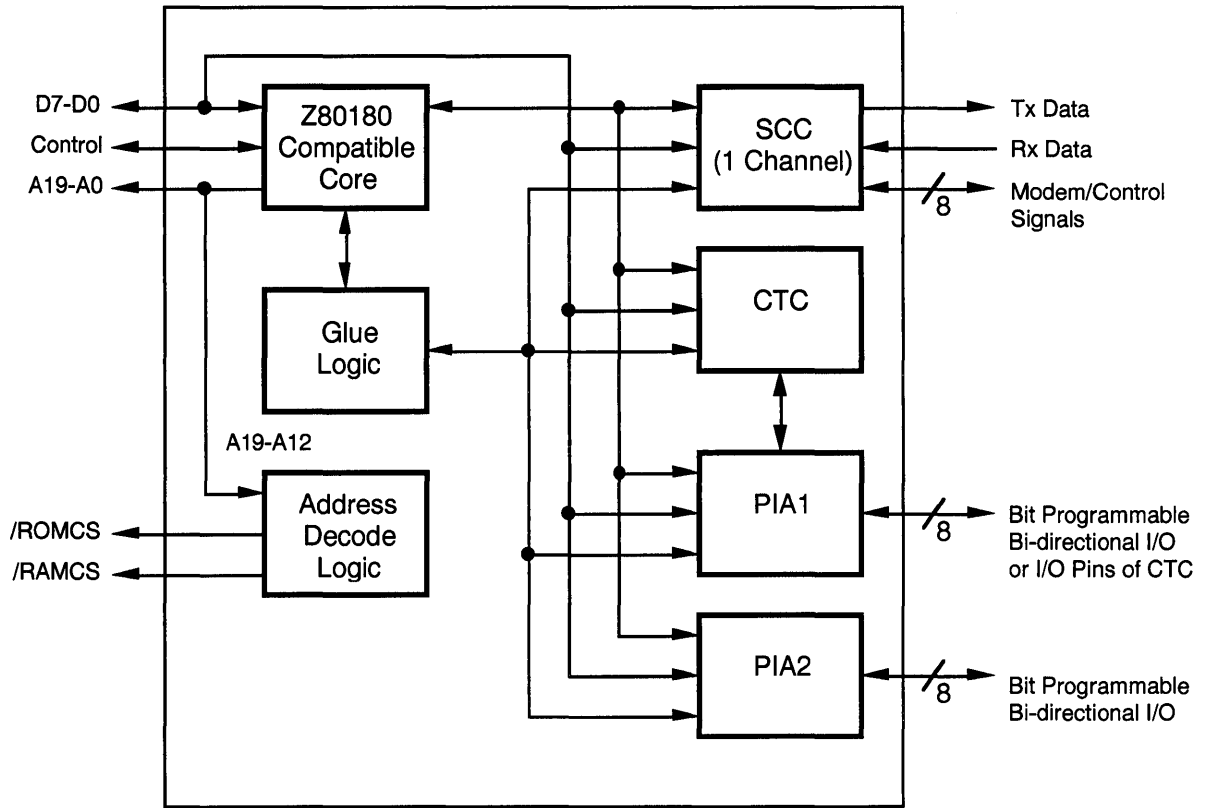 D7-D0
Control
A19-A0
Z80180
Compatible
Core
SCC
(1 Channel)
Tx Data
Rx Data
8
Modem/Control
Signals
Glue
Logic
CTC
A19-A12
Address
Decode
Logic
/ROMCS
/RAMCS
PIA1
8
Bit Programmable
Bi-directional I/O
or I/O Pins of CTC
PIA2
8
Bit Programmable
Bi-directional I/O